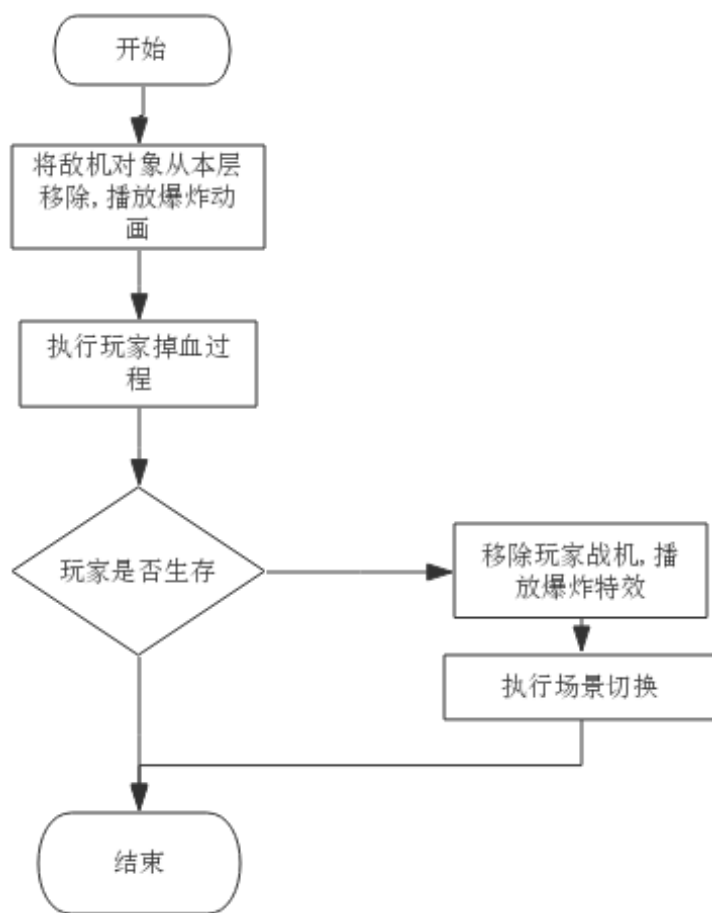 开始
将敌机对象从本层
移除,播放爆炸动
画
执行玩家掉血过
程
玩家是否生存
移除玩家战机,播
放爆炸特效
执行场景切换
结束